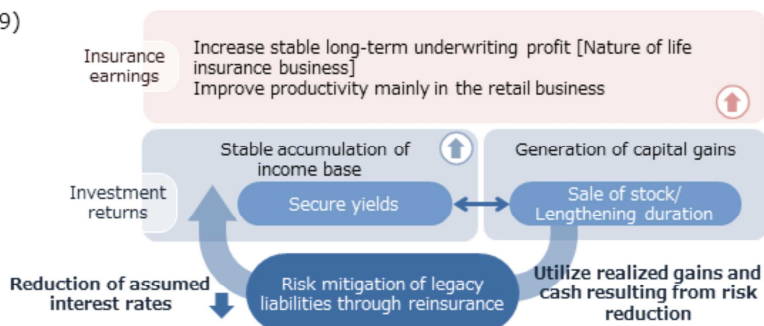 9)
Insurance
earnings
Increase stable long-term underwriting profit [Nature of life
insurance business]
Improve productivity mainly in the retail business
Investment
returns
Stable accumulation of
income base
Secure yields
Generation of capital gains
Sale of stock/
Lengthening duration
Reduction of assumed
interest rates
Risk mitigation of legacy
liabilities through reinsurance
Utilize realized gains and
cash resulting from risk
reduction